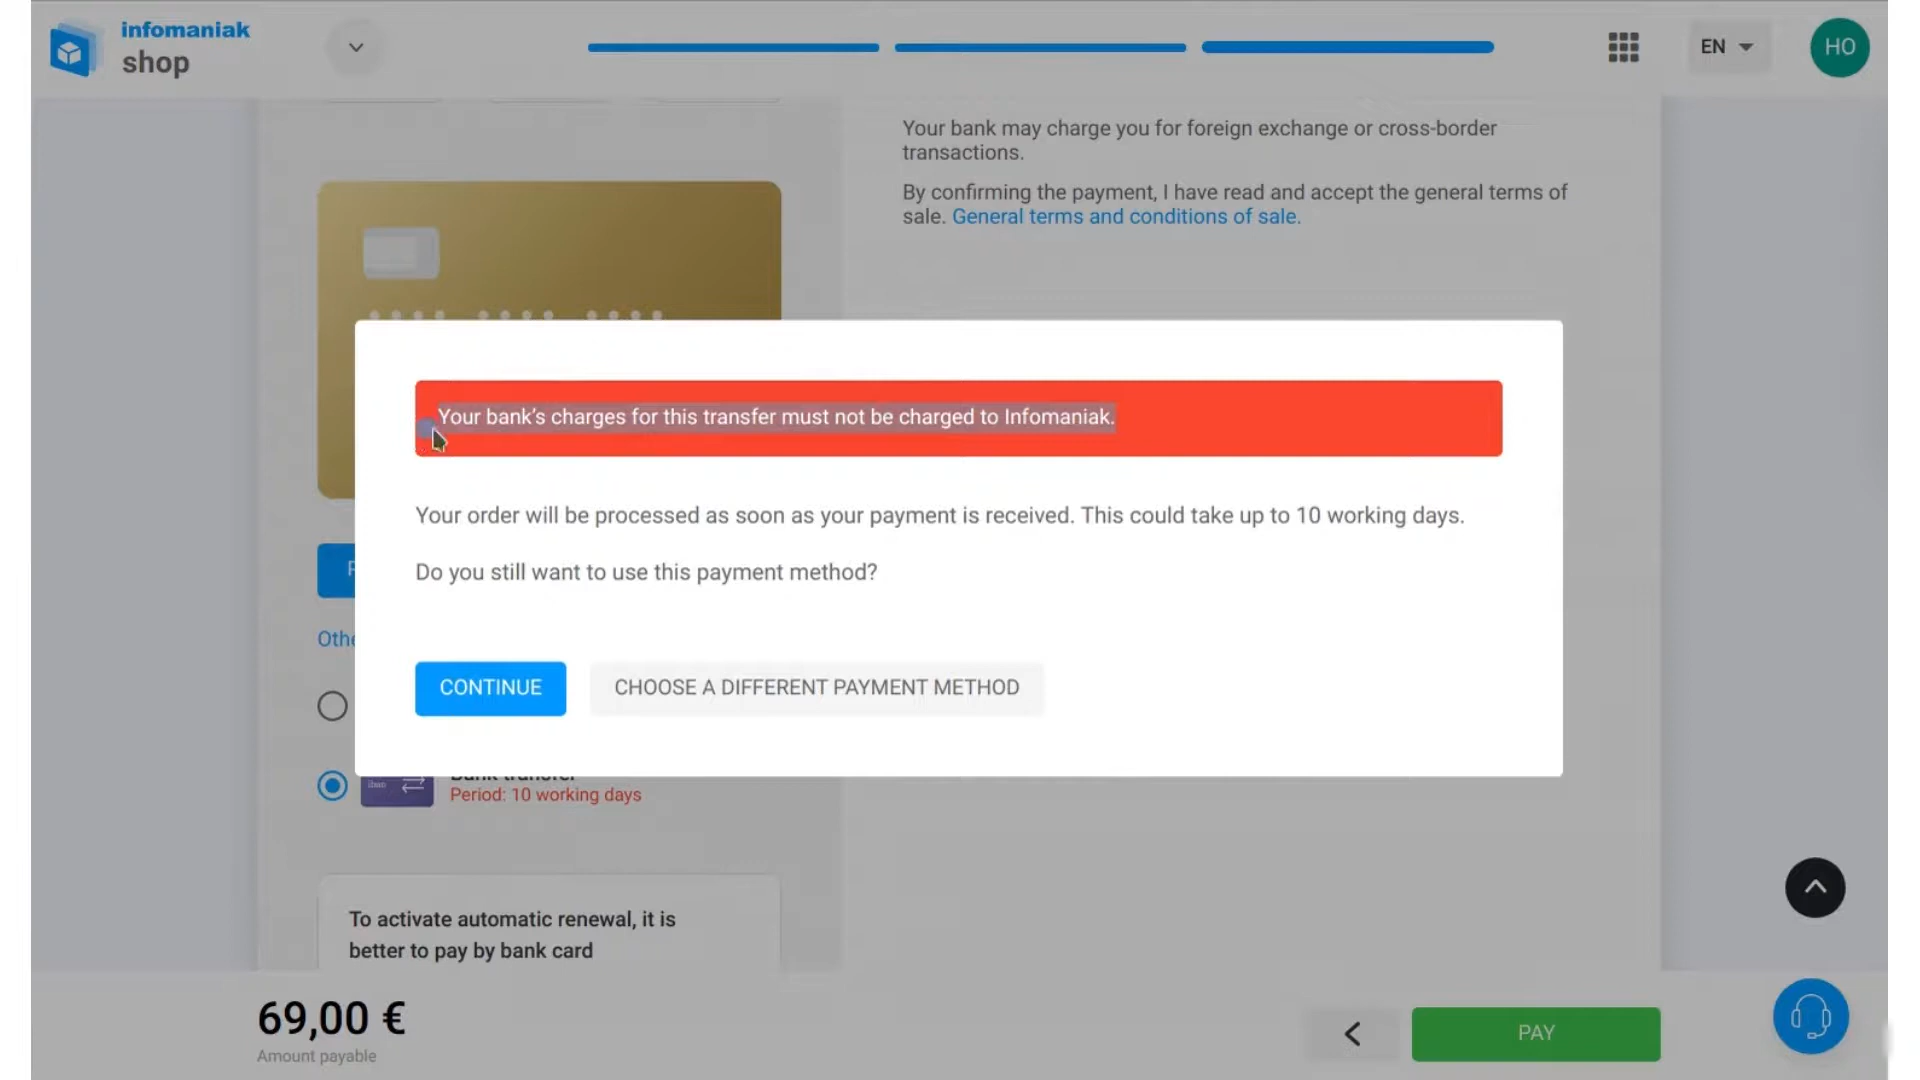 infomaniak
shop
EN
HO
Your bank may charge you for foreign exchange or cross-border
transactions.
By confirming the payment, I have read and accept the general terms of
sale. General terms and conditions of sale.
Your bank’s charges for this transfer must not be charged to Infomaniak.
Your order will be processed as soon as your payment is received. This could take up to 10 working days.
Do you still want to use this payment method?
CONTINUE
CHOOSE A DIFFERENT PAYMENT METHOD
Bank transfer
Period: 10 working days
To activate automatic renewal, it is
better to pay by bank card
69,00 €
Amount payable
PAY